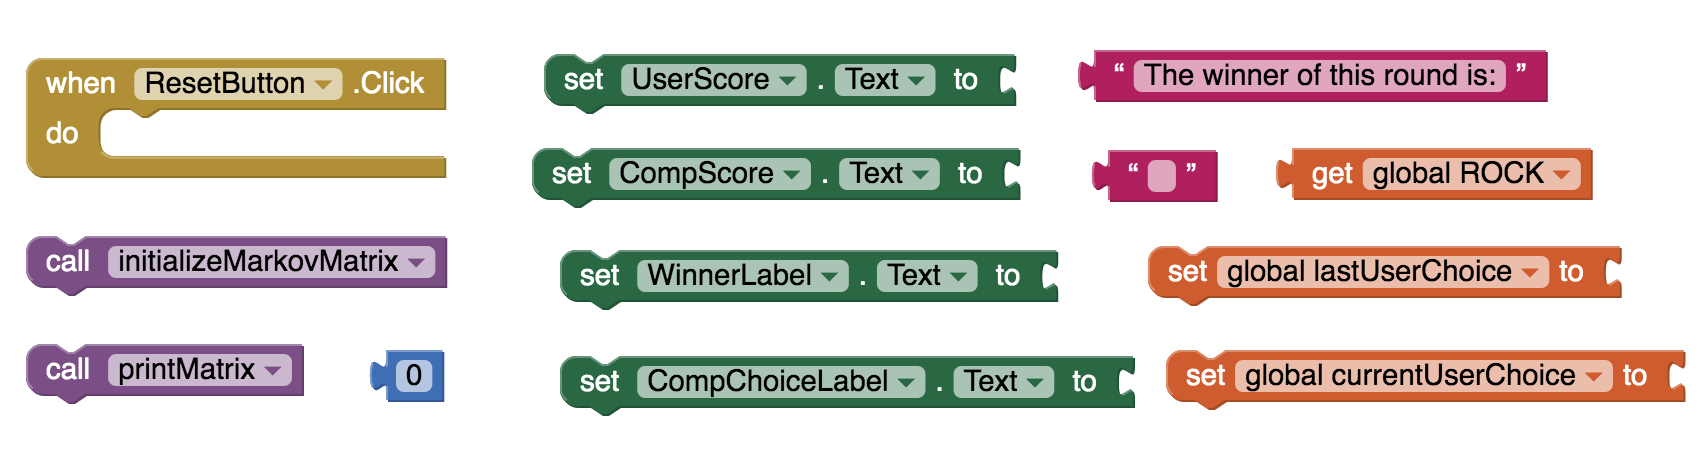 when ResetButton .Click
do
call initializeMarkovMatrix
call printMatrix
0
set UserScore . Text to
“ The winner of this round is: ”
set CompScore . Text to
“ ”
get global ROCK
set WinnerLabel . Text to
set global lastUserChoice to
set CompChoiceLabel . Text to
set global currentUserChoice to